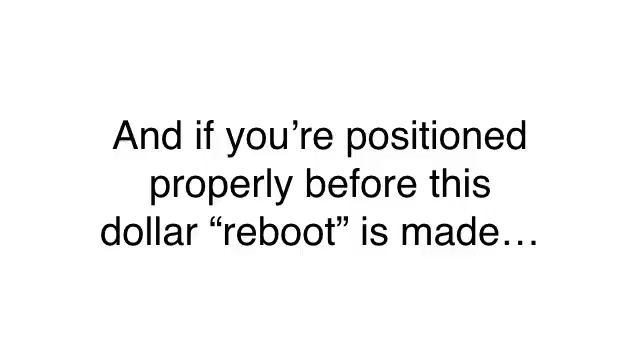 And if you’re positioned
properly before this
dollar “reboot” is made…